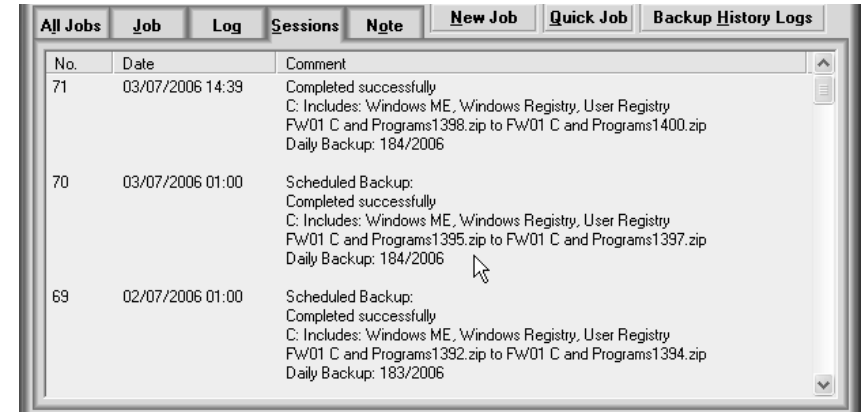 All Jobs Job Log Sessions Note New Job Quick Job Backup History Logs
No. Date Comment
71 03/07/2006 14:39 Completed successfully
C: Includes: Windows ME, Windows Registry, User Registry
FW01 C and Programs1398.zip to FW01 C and Programs1400.zip
Daily Backup: 184/2006
70 03/07/2006 01:00 Scheduled Backup:
Completed successfully
C: Includes: Windows ME, Windows Registry, User Registry
FW01 C and Programs1395.zip to FW01 C and Programs1397.zip
Daily Backup: 184/2006
69 02/07/2006 01:00 Scheduled Backup:
Completed successfully
C: Includes: Windows ME, Windows Registry, User Registry
FW01 C and Programs1392.zip to FW01 C and Programs1394.zip
Daily Backup: 183/2006